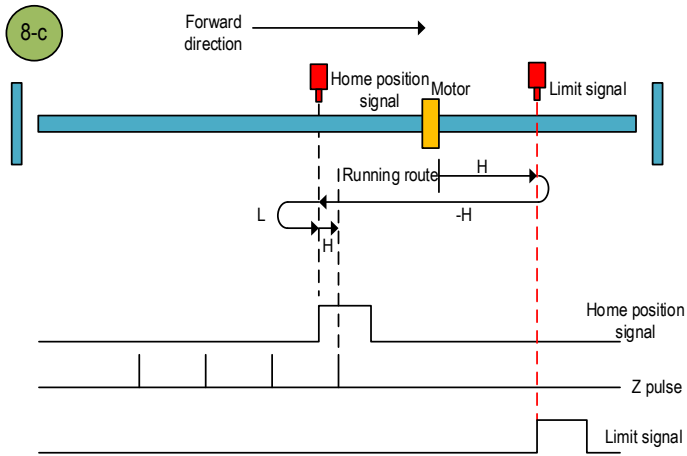 8-c
Forward
direction
Home position
signal
Motor
Limit signal
Running route
H
L
-H
H
Home position
signal
Z pulse
Limit signal